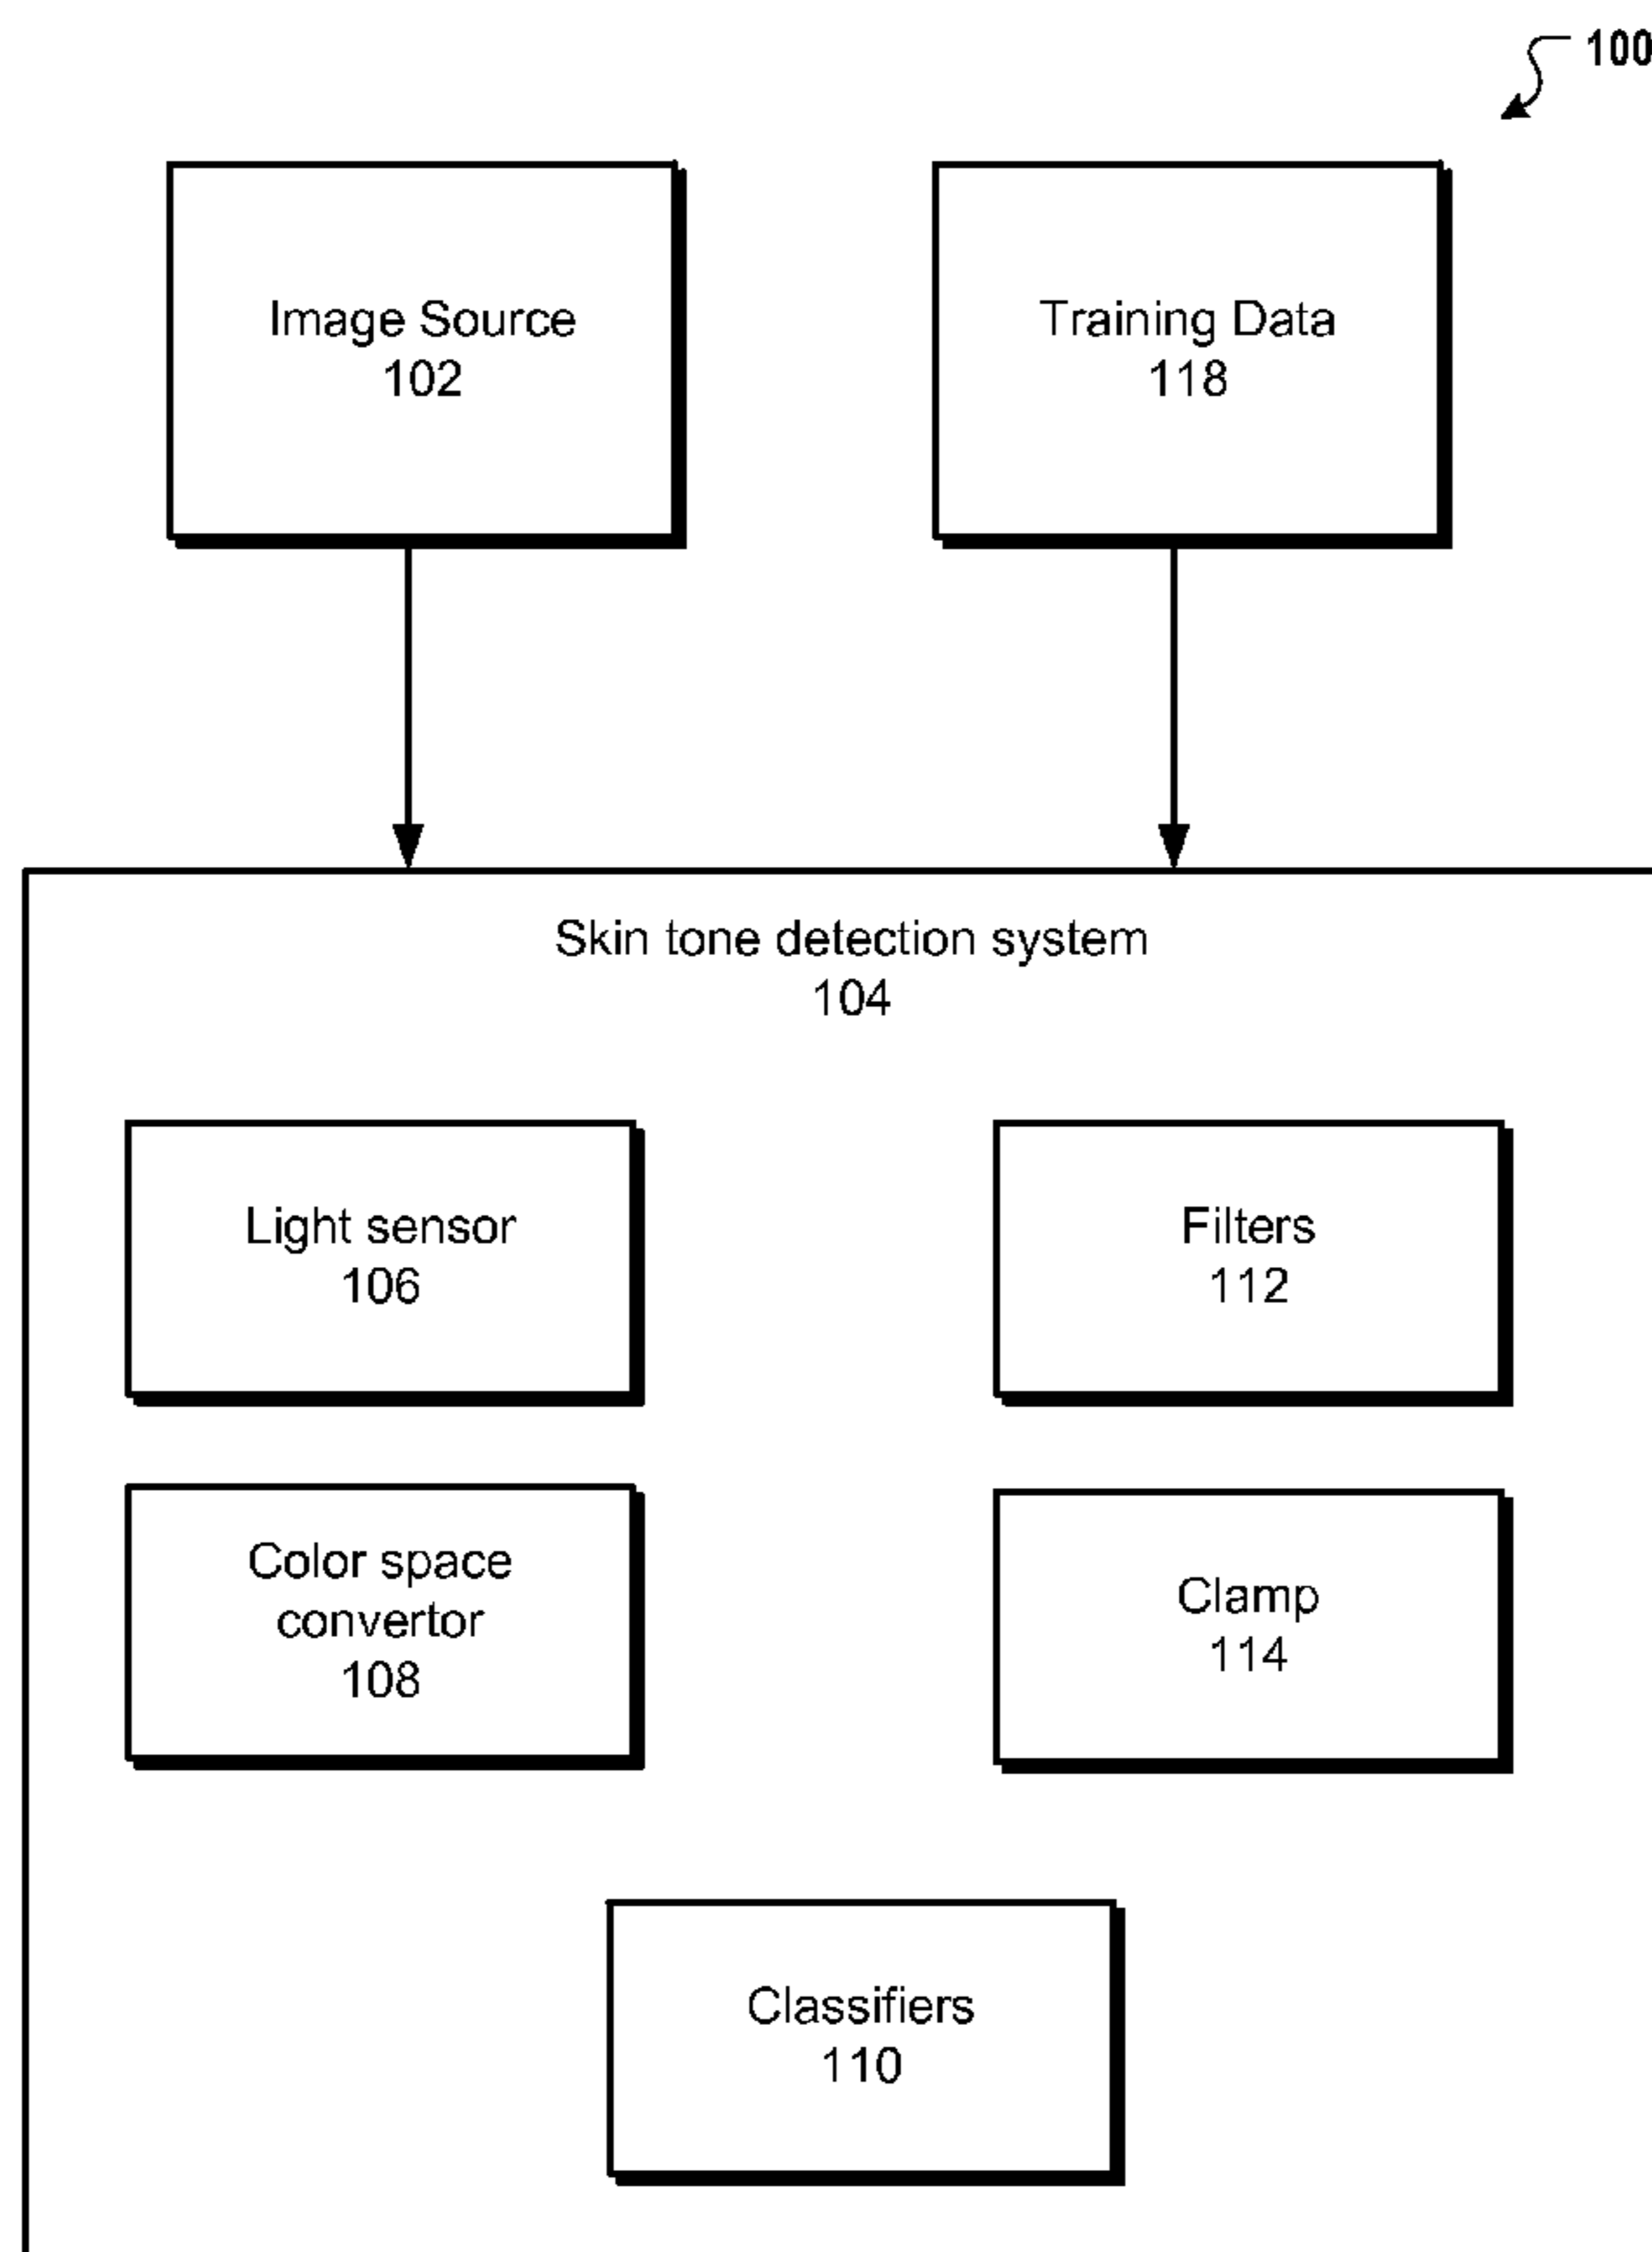 100
Image Source
102
Training Data
118
Skin tone detection system
104
Light sensor
106
Filters
112
Color space
convertor
108
Clamp
114
Classifiers
110